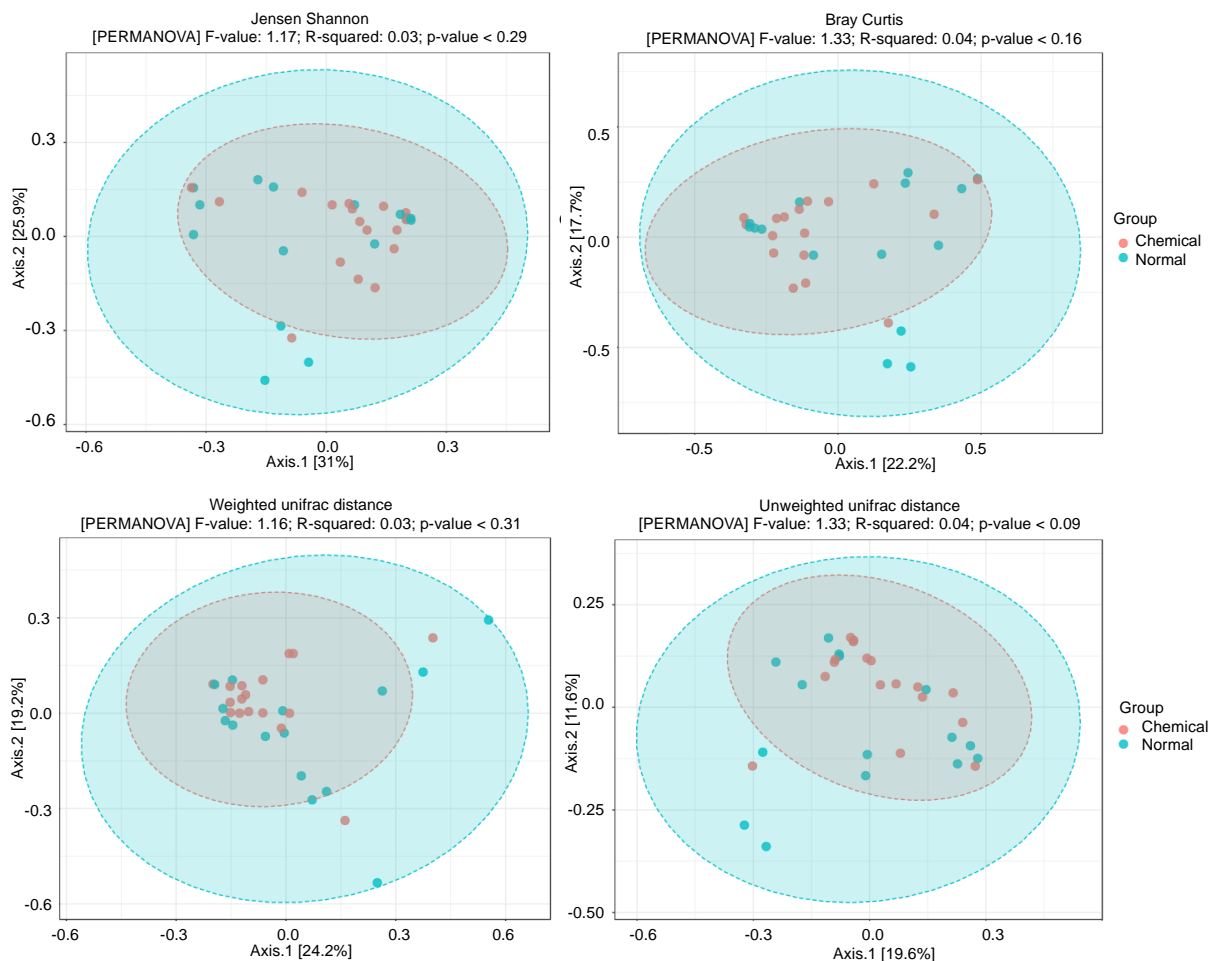 Jensen Shannon
[PERMANOVA] F-value: 1.17; R-squared: 0.03; p-value < 0.29
Axis.2 [25.9%]
0.3
0.0
-0.3
-0.6
-0.6 -0.3 0.0 0.3
Axis.1 [31%]
Bray Curtis
[PERMANOVA] F-value: 1.33; R-squared: 0.04; p-value < 0.16
Axis.2 [17.7%]
0.5
0.0
-0.5
-0.5 0.0 0.5
Axis.1 [22.2%]
Group
Chemical
Normal
Weighted unifrac distance
[PERMANOVA] F-value: 1.16; R-squared: 0.03; p-value < 0.31
Axis.2 [19.2%]
0.3
0.0
-0.3
-0.6
-0.6 -0.3 0.0 0.3 0.6
Axis.1 [24.2%]
Unweighted unifrac distance
[PERMANOVA] F-value: 1.33; R-squared: 0.04; p-value < 0.09
Axis.2 [11.6%]
0.25
0.0
-0.25
-0.50
-0.6 -0.3 0.0 0.3
Axis.1 [19.6%]
Group
Chemical
Normal